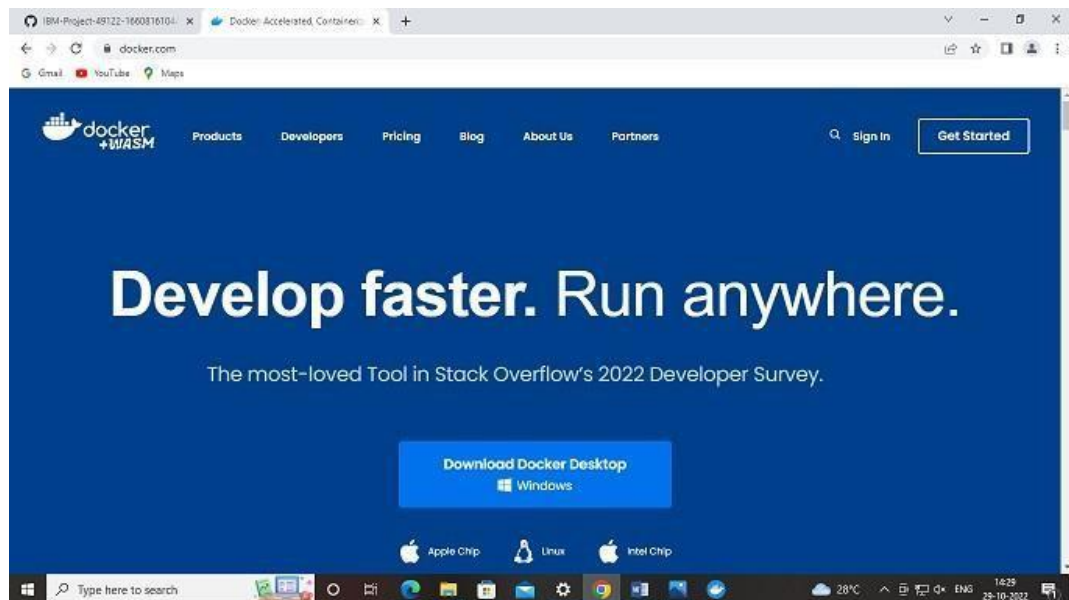 IBM-Project-49122-1660816104
Docker: Accelerated, Container
docker.com
Gmail YouTube Maps
docker
+WASM
Products Developers Pricing Blog About Us Partners Sign In Get Started
Develop faster. Run anywhere.
The most-loved Tool in Stack Overflow's 2022 Developer Survey.
Download Docker Desktop
Windows
Apple Chip Linux Intel Chip
Type here to search
28°C ENG 14:29
29-10-2022